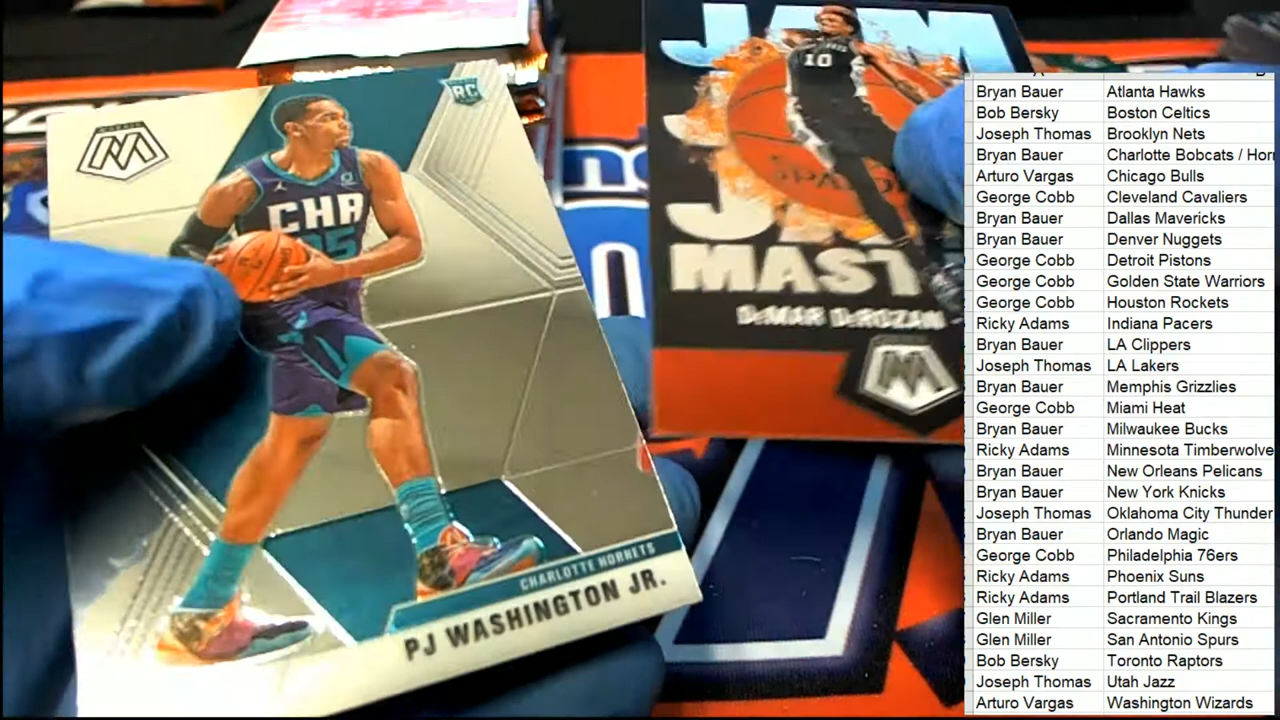 RC
MOSAIC
CHA
25
CHARLOTTE HORNETS
PJ WASHINGTON JR.
JAM
10
SPALDING
JAM
MAST
DEMAR DEROZAN
Bryan Bauer Atlanta Hawks
Bob Bersky Boston Celtics
Joseph Thomas Brooklyn Nets
Bryan Bauer Charlotte Bobcats / Horn
Arturo Vargas Chicago Bulls
George Cobb Cleveland Cavaliers
Bryan Bauer Dallas Mavericks
Bryan Bauer Denver Nuggets
George Cobb Detroit Pistons
George Cobb Golden State Warriors
George Cobb Houston Rockets
Ricky Adams Indiana Pacers
Bryan Bauer LA Clippers
Joseph Thomas LA Lakers
Bryan Bauer Memphis Grizzlies
George Cobb Miami Heat
Bryan Bauer Milwaukee Bucks
Ricky Adams Minnesota Timberwolve
Bryan Bauer New Orleans Pelicans
Bryan Bauer New York Knicks
Joseph Thomas Oklahoma City Thunder
Bryan Bauer Orlando Magic
George Cobb Philadelphia 76ers
Ricky Adams Phoenix Suns
Ricky Adams Portland Trail Blazers
Glen Miller Sacramento Kings
Glen Miller San Antonio Spurs
Bob Bersky Toronto Raptors
Joseph Thomas Utah Jazz
Arturo Vargas Washington Wizards